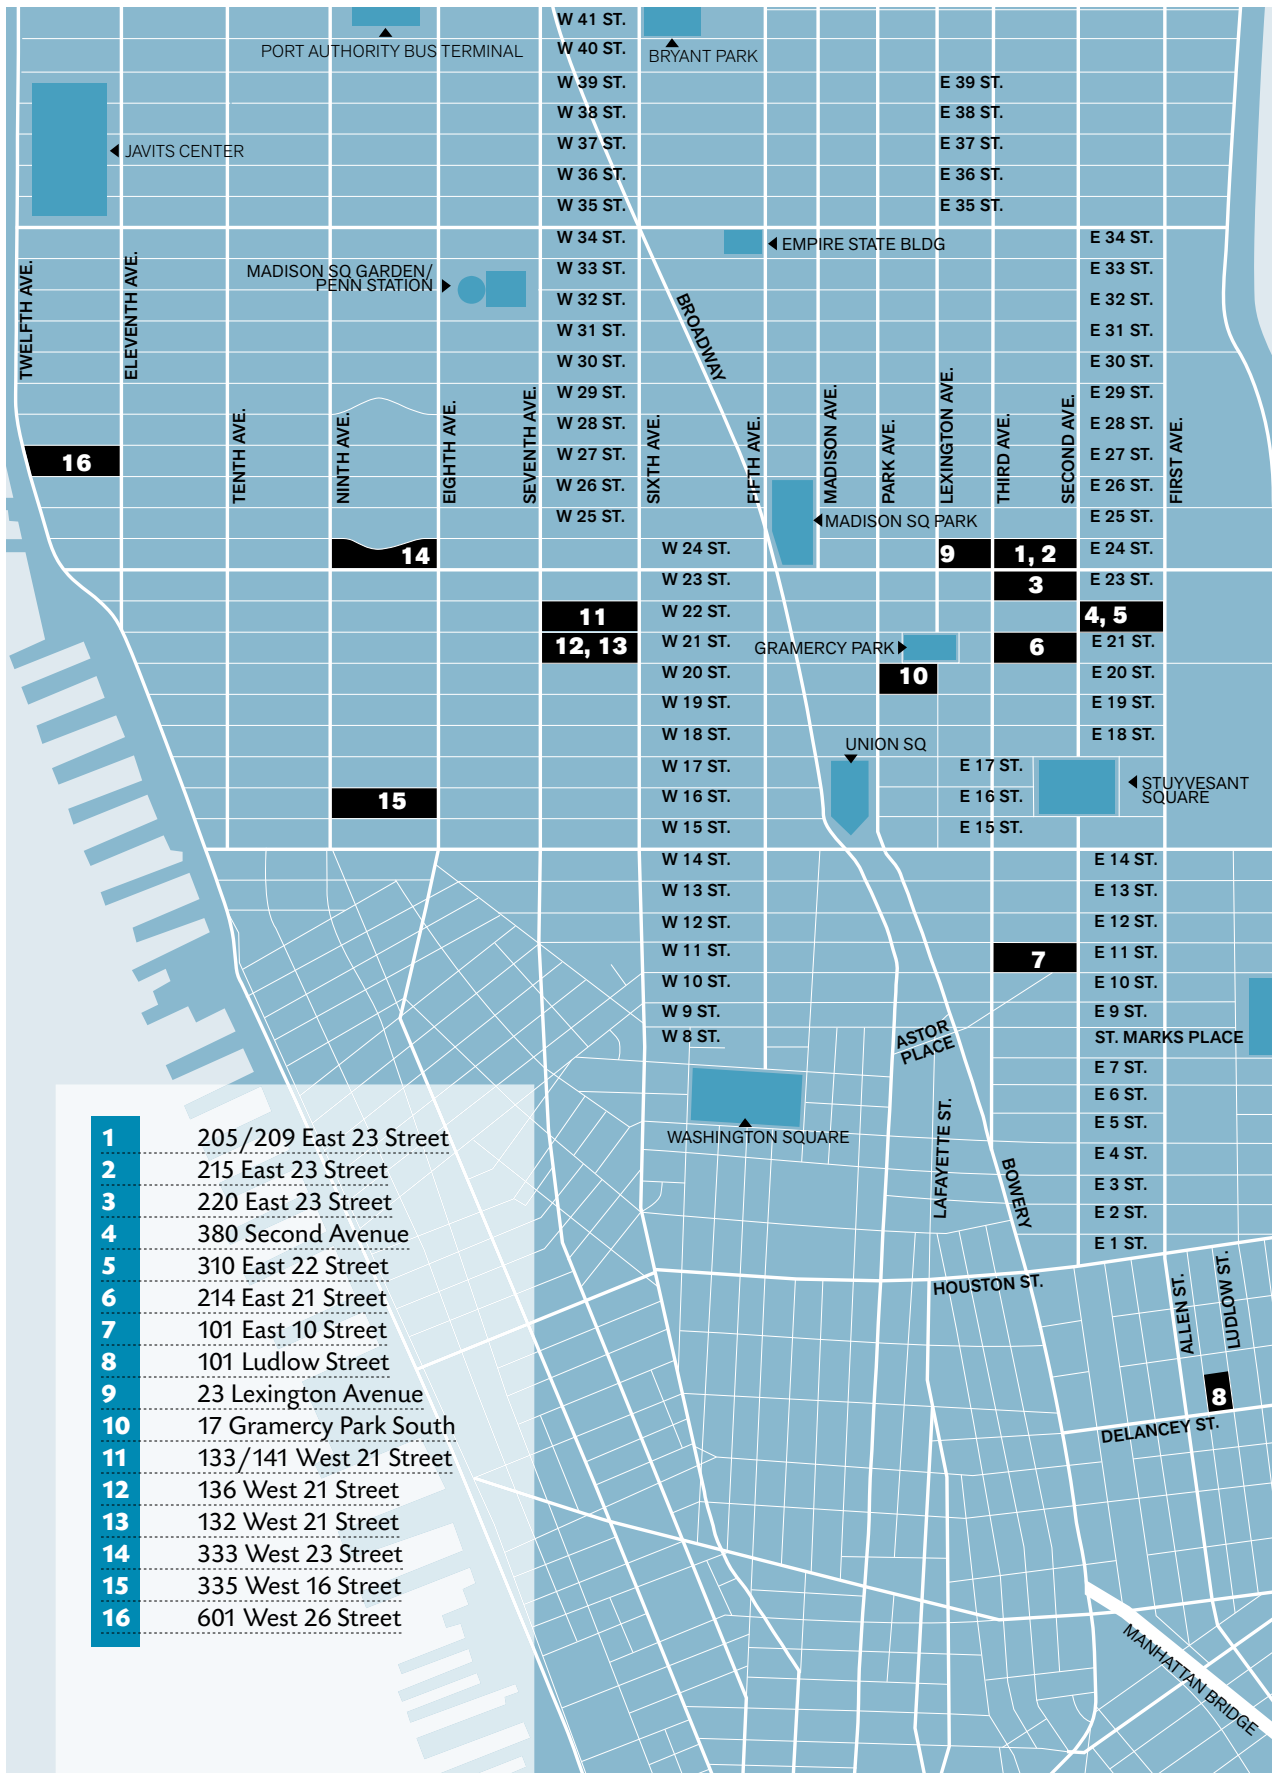 W 41 ST.
PORT AUTHORITY BUS TERMINAL
W 40 ST.
BRYANT PARK
W 39 ST.
E 39 ST.
W 38 ST.
E 38 ST.
JAVITS CENTER
W 37 ST.
E 37 ST.
W 36 ST.
E 36 ST.
W 35 ST.
E 35 ST.
W 34 ST.
EMPIRE STATE BLDG
E 34 ST.
MADISON SQ GARDEN/
PENN STATION
W 33 ST.
E 33 ST.
W 32 ST.
E 32 ST.
W 31 ST.
E 31 ST.
W 30 ST.
E 30 ST.
W 29 ST.
E 29 ST.
W 28 ST.
E 28 ST.
W 27 ST.
E 27 ST.
W 26 ST.
E 26 ST.
W 25 ST.
E 25 ST.
TWELFTH AVE.
ELEVENTH AVE.
TENTH AVE.
NINTH AVE.
EIGHTH AVE.
SEVENTH AVE.
SIXTH AVE.
BROADWAY
FIFTH AVE.
MADISON AVE.
PARK AVE.
LEXINGTON AVE.
THIRD AVE.
SECOND AVE.
FIRST AVE.
16
MADISON SQ PARK
14
W 24 ST.
9
1, 2
E 24 ST.
W 23 ST.
3
E 23 ST.
11
W 22 ST.
4, 5
12, 13
W 21 ST.
GRAMERCY PARK
6
E 21 ST.
W 20 ST.
10
E 20 ST.
W 19 ST.
E 19 ST.
W 18 ST.
UNION SQ
E 18 ST.
W 17 ST.
E 17 ST.
STUYVESANT
SQUARE
15
W 16 ST.
E 16 ST.
W 15 ST.
E 15 ST.
W 14 ST.
E 14 ST.
W 13 ST.
E 13 ST.
W 12 ST.
E 12 ST.
W 11 ST.
7
E 11 ST.
W 10 ST.
E 10 ST.
W 9 ST.
E 9 ST.
W 8 ST.
ASTOR
PLACE
ST. MARKS PLACE
E 7 ST.
E 6 ST.
E 5 ST.
WASHINGTON SQUARE
E 4 ST.
E 3 ST.
E 2 ST.
E 1 ST.
LAFAYETTE ST.
BOWERY
HOUSTON ST.
ALLEN ST.
LUDLOW ST.
8
DELANCEY ST.
MANHATTAN BRIDGE
1 205/209 East 23 Street
2 215 East 23 Street
3 220 East 23 Street
4 380 Second Avenue
5 310 East 22 Street
6 214 East 21 Street
7 101 East 10 Street
8 101 Ludlow Street
9 23 Lexington Avenue
10 17 Gramercy Park South
11 133/141 West 21 Street
12 136 West 21 Street
13 132 West 21 Street
14 333 West 23 Street
15 335 West 16 Street
16 601 West 26 Street